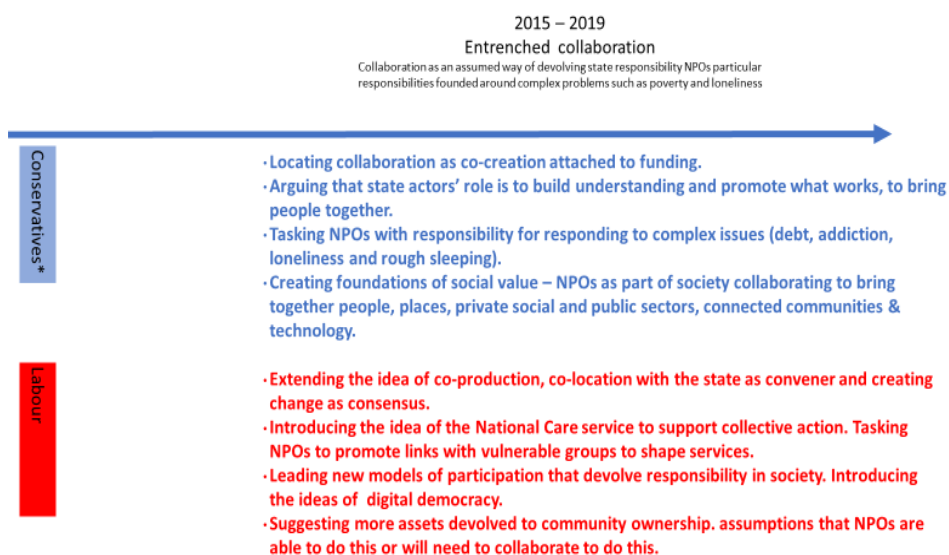 2015 – 2019
Entrenched collaboration
Collaboration as an assumed way of devolving state responsibility NPOs particular
responsibilities founded around complex problems such as poverty and loneliness
Conservatives*
· Locating collaboration as co-creation attached to funding.
· Arguing that state actors' role is to build understanding and promote what works, to bring
people together.
· Tasking NPOs with responsibility for responding to complex issues (debt, addiction,
loneliness and rough sleeping).
· Creating foundations of social value – NPOs as part of society collaborating to bring
together people, places, private social and public sectors, connected communities &
technology.
Labour
· Extending the idea of co-production, co-location with the state as convener and creating
change as consensus.
· Introducing the idea of the National Care service to support collective action. Tasking
NPOs to promote links with vulnerable groups to shape services.
· Leading new models of participation that devolve responsibility in society. Introducing
the ideas of digital democracy.
· Suggesting more assets devolved to community ownership. assumptions that NPOs are
able to do this or will need to collaborate to do this.